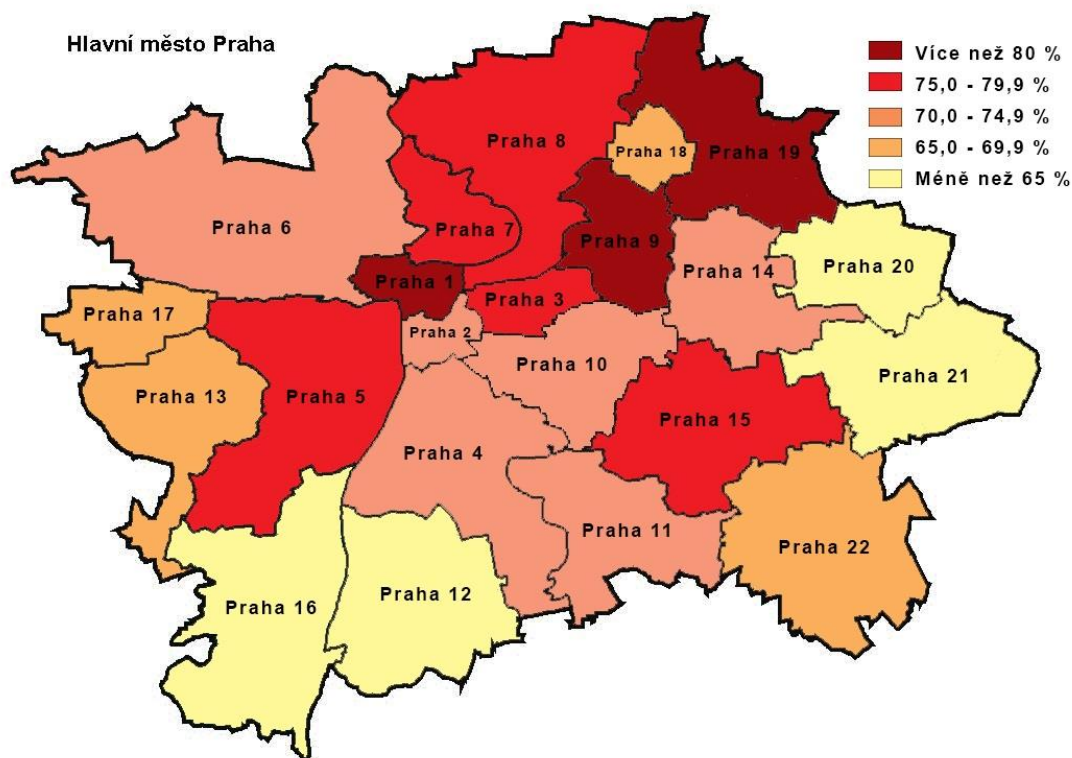 Hlavní město Praha
Více než 80 %
75,0 - 79,9 %
70,0 - 74,9 %
65,0 - 69,9 %
Méně než 65 %
Praha 8
Praha 18
Praha 19
Praha 6
Praha 7
Praha 9
Praha 20
Praha 14
Praha 1
Praha 3
Praha 17
Praha 2
Praha 10
Praha 21
Praha 13
Praha 5
Praha 15
Praha 4
Praha 11
Praha 22
Praha 16
Praha 12